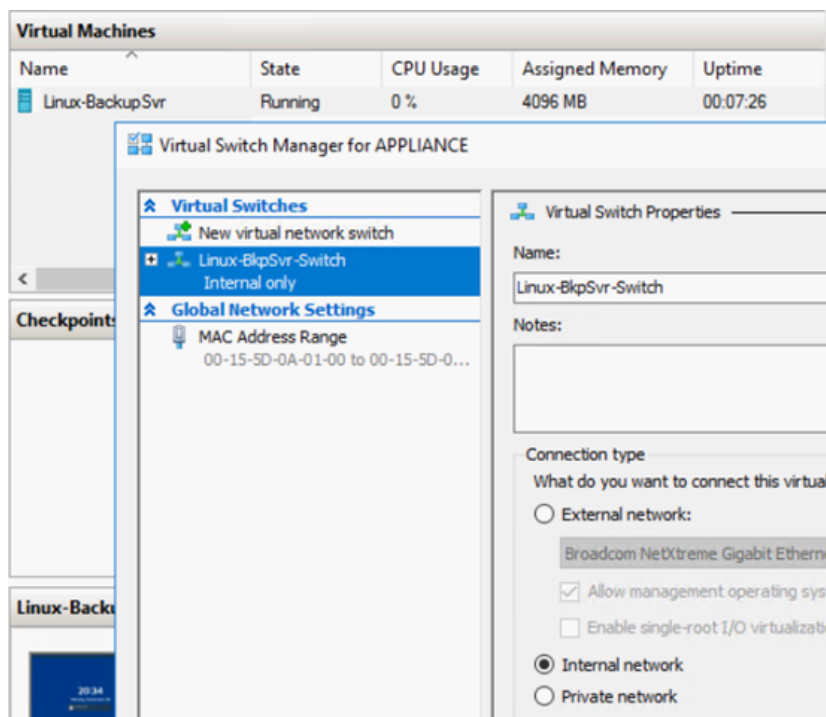 Virtual Machines
Name State CPU Usage Assigned Memory Uptime
Linux-BackupSvr Running 0 % 4096 MB 00:07:26
Virtual Switch Manager for APPLIANCE
Virtual Switches
New virtual network switch
Linux-BkpSvr-Switch
Internal only
Global Network Settings
MAC Address Range
00-15-5D-0A-01-00 to 00-15-5D-0...
Virtual Switch Properties
Name:
Linux-BkpSvr-Switch
Notes:
Connection type
What do you want to connect this virtual
External network:
Broadcom NetXtreme Gigabit Etherne
Allow management operating sys
Enable single-root I/O virtualizatio
Internal network
Private network
Checkpoints
Linux-Backu
20:34